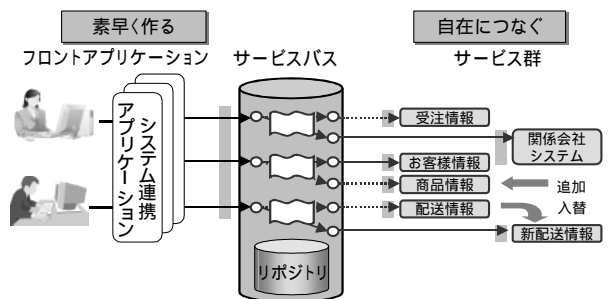 素早く作る
自在につなぐ
フロントアプリケーション
サービスバス
サービス群
システム連携
アプリケーション
受注情報
関係会社
システム
お客様情報
商品情報
追加
配送情報
入替
新配送情報
リポジトリ